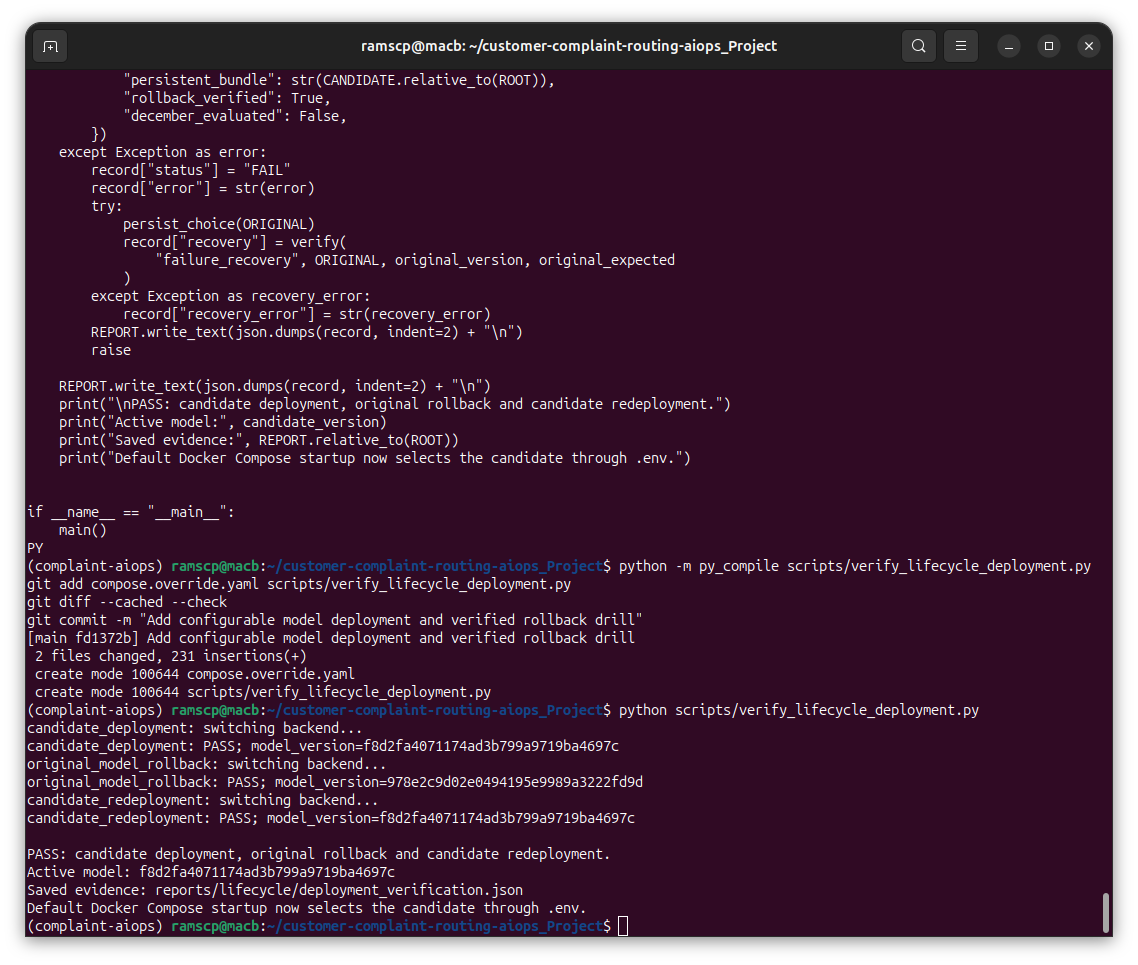 ramscp@macb: ~/customer-complaint-routing-aiops_Project
            "persistent_bundle": str(CANDIDATE.relative_to(ROOT)),
            "rollback_verified": True,
            "december_evaluated": False,
        })
    except Exception as error:
        record["status"] = "FAIL"
        record["error"] = str(error)
        try:
            persist_choice(ORIGINAL)
            record["recovery"] = verify(
                "failure_recovery", ORIGINAL, original_version, original_expected
            )
        except Exception as recovery_error:
            record["recovery_error"] = str(recovery_error)
        REPORT.write_text(json.dumps(record, indent=2) + "\n")
        raise

    REPORT.write_text(json.dumps(record, indent=2) + "\n")
    print("\nPASS: candidate deployment, original rollback and candidate redeployment.")
    print("Active model:", candidate_version)
    print("Saved evidence:", REPORT.relative_to(ROOT))
    print("Default Docker Compose startup now selects the candidate through .env.")


if __name__ == "__main__":
    main()
PY
(complaint-aiops) ramscp@macb:~/customer-complaint-routing-aiops_Project$ python -m py_compile scripts/verify_lifecycle_deployment.py
git add compose.override.yaml scripts/verify_lifecycle_deployment.py
git diff --cached --check
git commit -m "Add configurable model deployment and verified rollback drill"
[main fd1372b] Add configurable model deployment and verified rollback drill
 2 files changed, 231 insertions(+)
 create mode 100644 compose.override.yaml
 create mode 100644 scripts/verify_lifecycle_deployment.py
(complaint-aiops) ramscp@macb:~/customer-complaint-routing-aiops_Project$ python scripts/verify_lifecycle_deployment.py
candidate_deployment: switching backend...
candidate_deployment: PASS; model_version=f8d2fa4071174ad3b799a9719ba4697c
original_model_rollback: switching backend...
original_model_rollback: PASS; model_version=978e2c9d02e0494195e9989a3222fd9d
candidate_redeployment: switching backend...
candidate_redeployment: PASS; model_version=f8d2fa4071174ad3b799a9719ba4697c

PASS: candidate deployment, original rollback and candidate redeployment.
Active model: f8d2fa4071174ad3b799a9719ba4697c
Saved evidence: reports/lifecycle/deployment_verification.json
Default Docker Compose startup now selects the candidate through .env.
(complaint-aiops) ramscp@macb:~/customer-complaint-routing-aiops_Project$